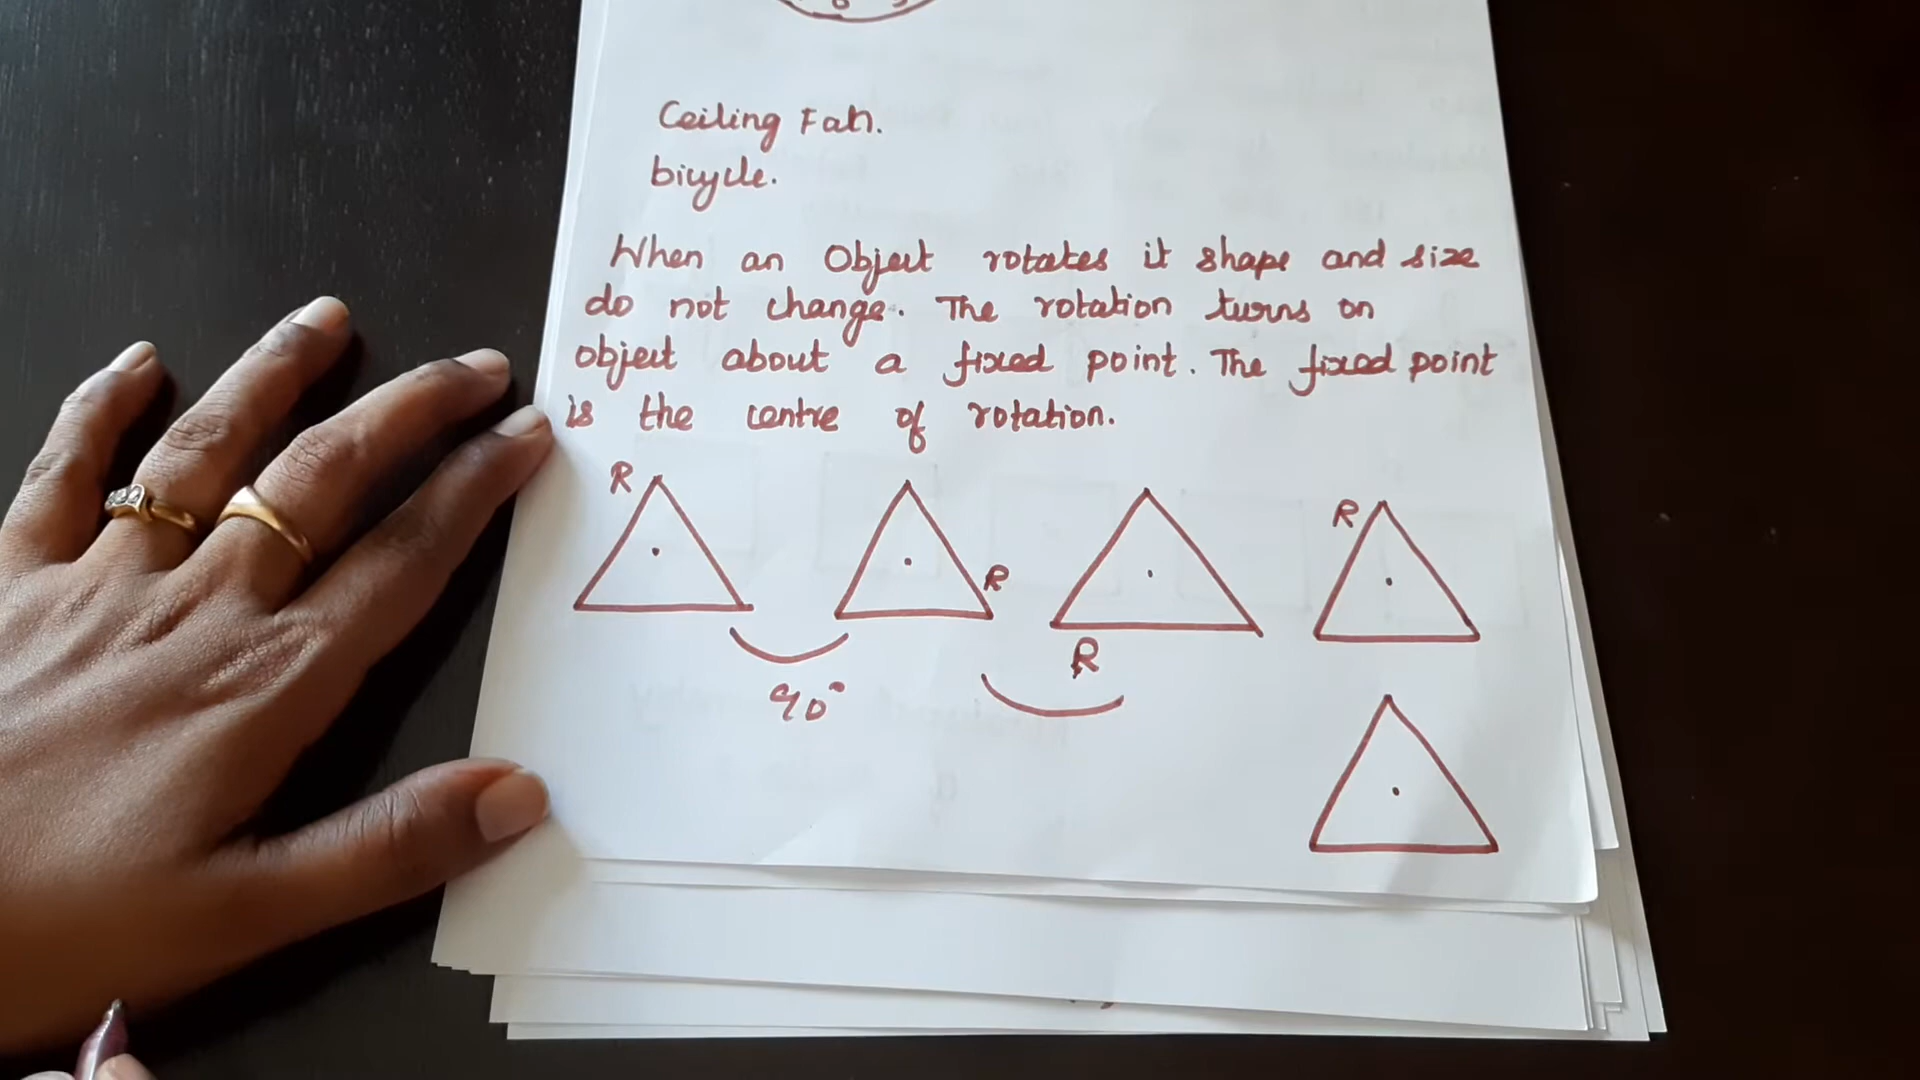 Ceiling Fan.
bicycle.
When an Object rotates it shape and size
do not change. The rotation turns on
object about a fixed point. The fixed point
is the centre of rotation.
R
R
R
R
90°